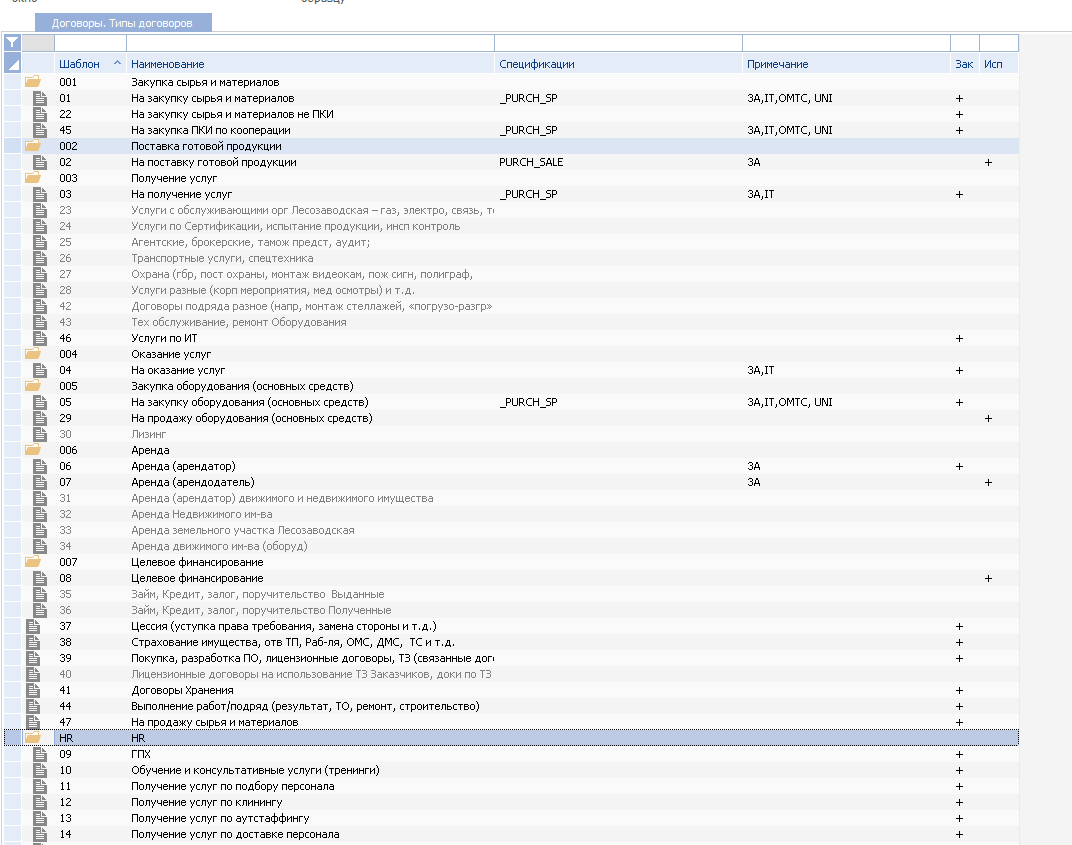 Договоры. Типы договоров
Шаблон Наименование Спецификации Примечание Зак Исп
001 Закупка сырья и материалов
01 На закупку сырья и материалов _PURCH_SP ЗА,IT,ОМТС, UNI +
22 На закупку сырья и материалов не ПКИ +
45 На закупка ПКИ по кооперации _PURCH_SP ЗА,IT,ОМТС, UNI +
002 Поставка готовой продукции
02 На поставку готовой продукции PURCH_SALE ЗА +
003 Получение услуг
03 На получение услуг _PURCH_SP ЗА,IT +
23 Услуги с обслуживающими орг Лесозаводская – газ, электро, связь,
24 Услуги по Сертификации, испытание продукции, инсп контроль
25 Агентские, брокерские, тамож предст, аудит;
26 Транспортные услуги, спецтехника
27 Охрана (гбр, пост охраны, монтаж видеокам, пож сигн, полиграф,
28 Услуги разные (корп мероприятия, мед осмотры) и т.д.
42 Договоры подряда разное (напр, монтаж стеллажей, «погрузо-разгр»
43 Тех обслуживание, ремонт Оборудования
46 Услуги по ИТ +
004 Оказание услуг
04 На оказание услуг ЗА,IT +
005 Закупка оборудования (основных средств)
05 На закупку оборудования (основных средств) _PURCH_SP ЗА,IT,ОМТС, UNI +
29 На продажу оборудования (основных средств) +
30 Лизинг
006 Аренда
06 Аренда (арендатор) ЗА +
07 Аренда (арендодатель) ЗА +
31 Аренда (арендатор) движимого и недвижимого имущества
32 Аренда Недвижимого им-ва
33 Аренда земельного участка Лесозаводская
34 Аренда движимого им-ва (оборуд)
007 Целевое финансирование
08 Целевое финансирование +
35 Займ, Кредит, залог, поручительство Выданные
36 Займ, Кредит, залог, поручительство Полученные
37 Цессия (уступка права требования, замена стороны и т.д.) +
38 Страхование имущества, отв ТП, Раб-ля, ОМС, ДМС, ТС и т.д. +
39 Покупка, разработка ПО, лицензионные договоры, ТЗ (связанные дог +
40 Лицензионные договоры на использование ТЗ Заказчиков, доки по ТЗ
41 Договоры Хранения +
44 Выполнение работ/подряд (результат, ТО, ремонт, строительство) +
47 На продажу сырья и материалов +
HR HR
09 ГПХ +
10 Обучение и консультативные услуги (тренинги) +
11 Получение услуг по подбору персонала +
12 Получение услуг по клинингу +
13 Получение услуг по аутстаффингу +
14 Получение услуг по доставке персонала +